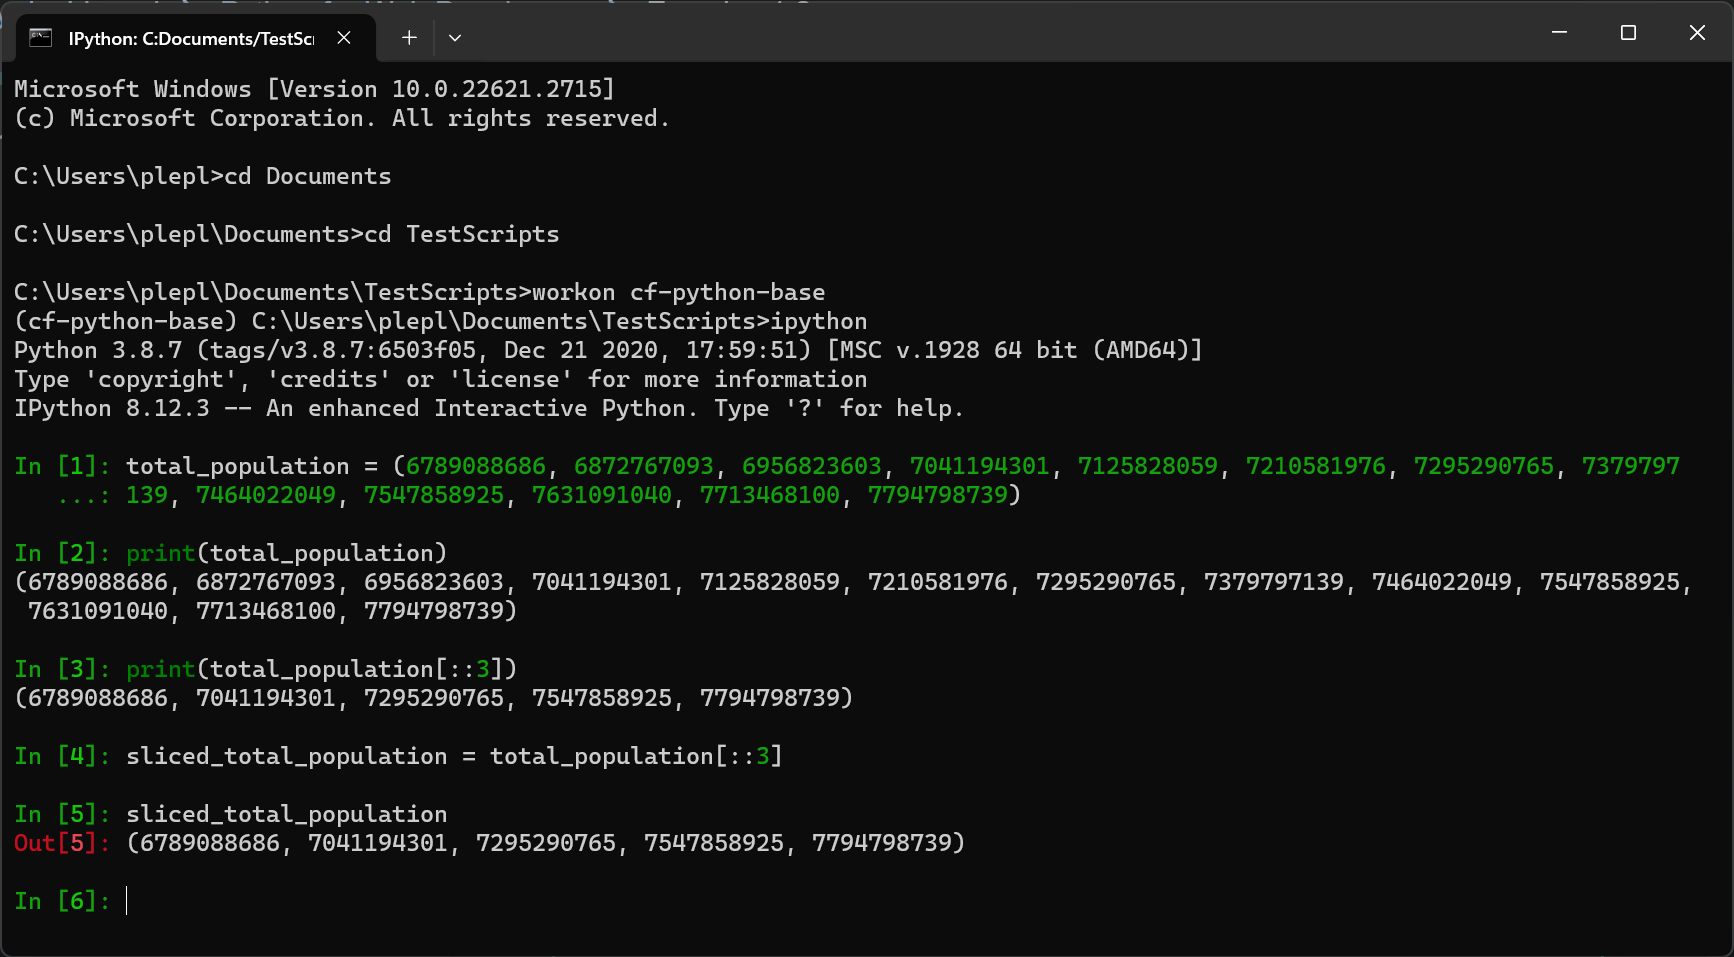 IPython: C:Documents/TestScr
Microsoft Windows [Version 10.0.22621.2715]
(c) Microsoft Corporation. All rights reserved.
C:\Users\plepl>cd Documents
C:\Users\plepl\Documents>cd TestScripts
C:\Users\plepl\Documents\TestScripts>workon cf-python-base
(cf-python-base) C:\Users\plepl\Documents\TestScripts>ipython
Python 3.8.7 (tags/v3.8.7:6503f05, Dec 21 2020, 17:59:51) [MSC v.1928 64 bit (AMD64)]
Type 'copyright', 'credits' or 'license' for more information
IPython 8.12.3 -- An enhanced Interactive Python. Type '?' for help.
In [1]: total_population = (6789088686, 6872767093, 6956823603, 7041194301, 7125828059, 7210581976, 7295290765, 7379797
...: 139, 7464022049, 7547858925, 7631091040, 7713468100, 7794798739)
In [2]: print(total_population)
(6789088686, 6872767093, 6956823603, 7041194301, 7125828059, 7210581976, 7295290765, 7379797139, 7464022049, 7547858925,
7631091040, 7713468100, 7794798739)
In [3]: print(total_population[::3])
(6789088686, 7041194301, 7295290765, 7547858925, 7794798739)
In [4]: sliced_total_population = total_population[::3]
In [5]: sliced_total_population
Out[5]: (6789088686, 7041194301, 7295290765, 7547858925, 7794798739)
In [6]: